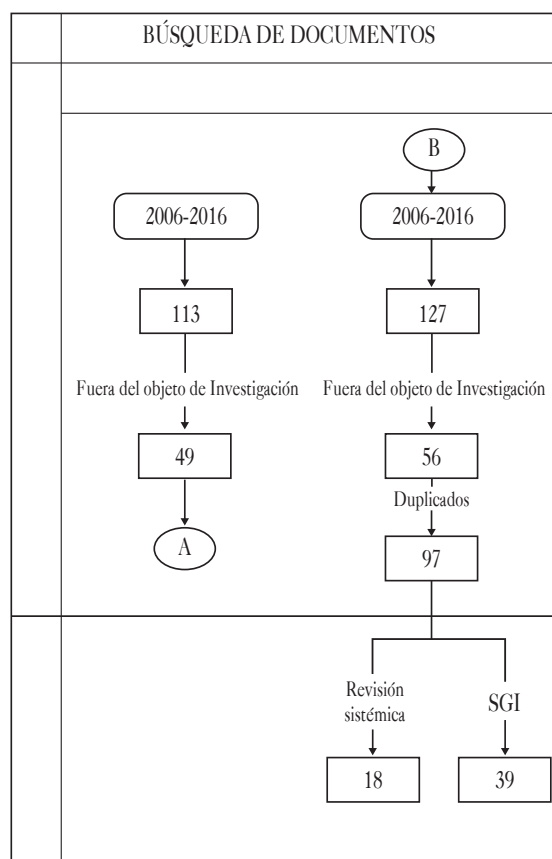 BÚSQUEDA DE DOCUMENTOS
B
2006-2016
2006-2016
113
127
Fuera del objeto de Investigación
Fuera del objeto de Investigación
49
56
Duplicados
A
97
Revisión
sistémica
SGI
18
39